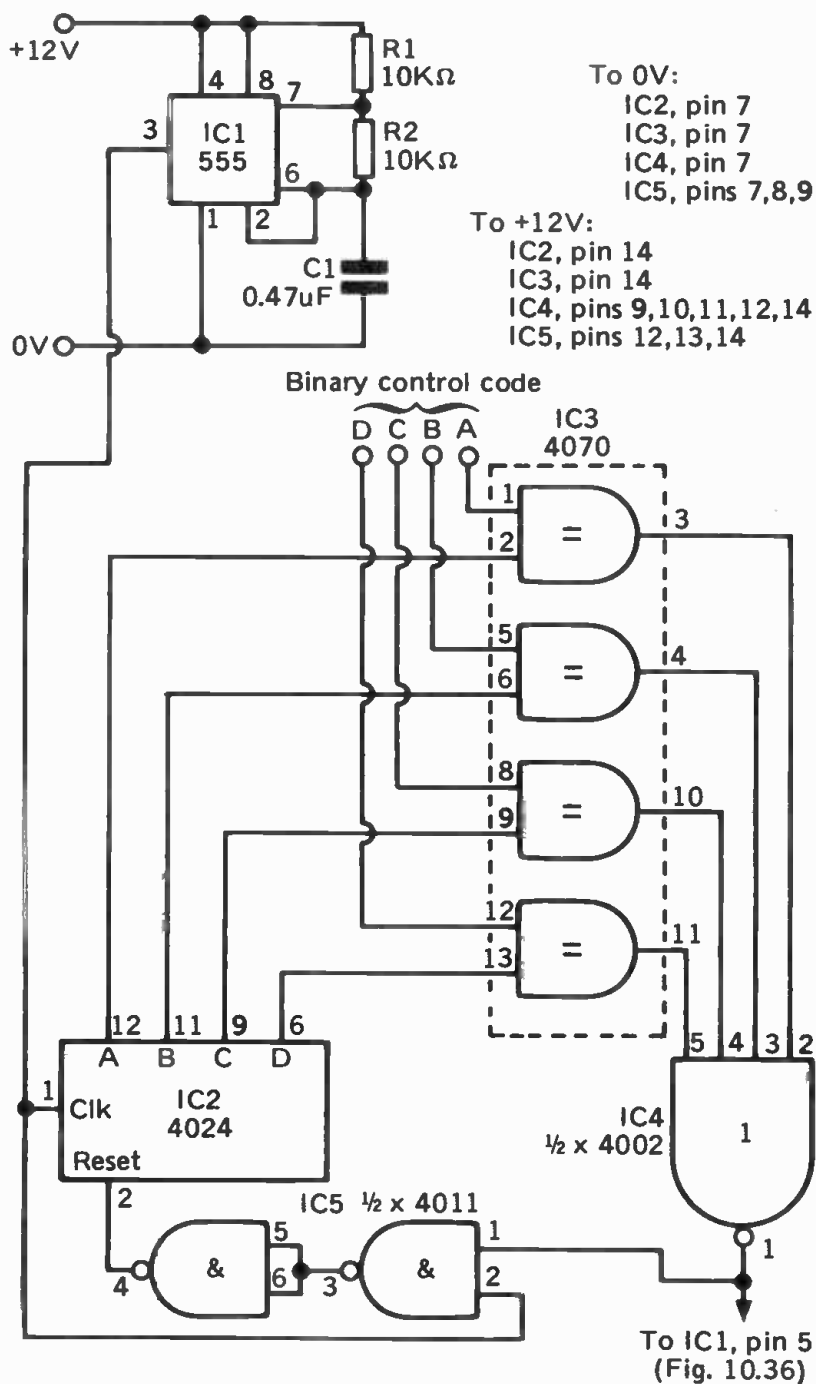 +12V
R1
10KΩ
4 8
7
3
IC1
555
R2
10KΩ
6
1 2
C1
0.47uF
0V
To 0V:
IC2, pin 7
IC3, pin 7
IC4, pin 7
IC5, pins 7,8,9
To +12V:
IC2, pin 14
IC3, pin 14
IC4, pins 9,10,11,12,14
IC5, pins 12,13,14
Binary control code
D C B A
IC3
4070
1
2
=
3
5
6
=
4
8
9
=
10
12
13
=
11
12 11 9 6
A B C D
1
Clk
IC2
4024
Reset
2
5 4 3 2
IC4
½ x 4002
1
1
IC5 ½ x 4011
5
6
&
4
1
2
&
3
To IC1, pin 5
(Fig. 10.36)